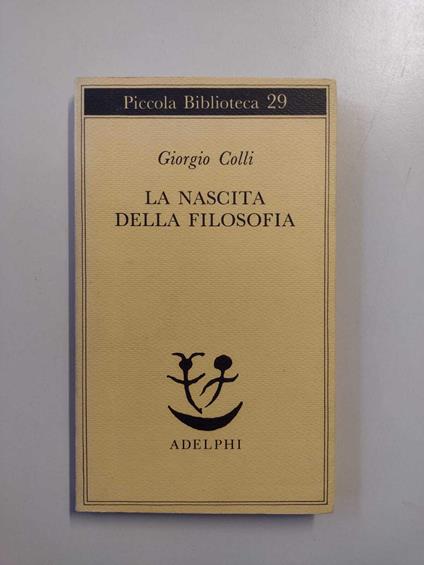 Piccola Biblioteca 29
Giorgio Colli
LA NASCITA
DELLA FILOSOFIA
ADELPHI